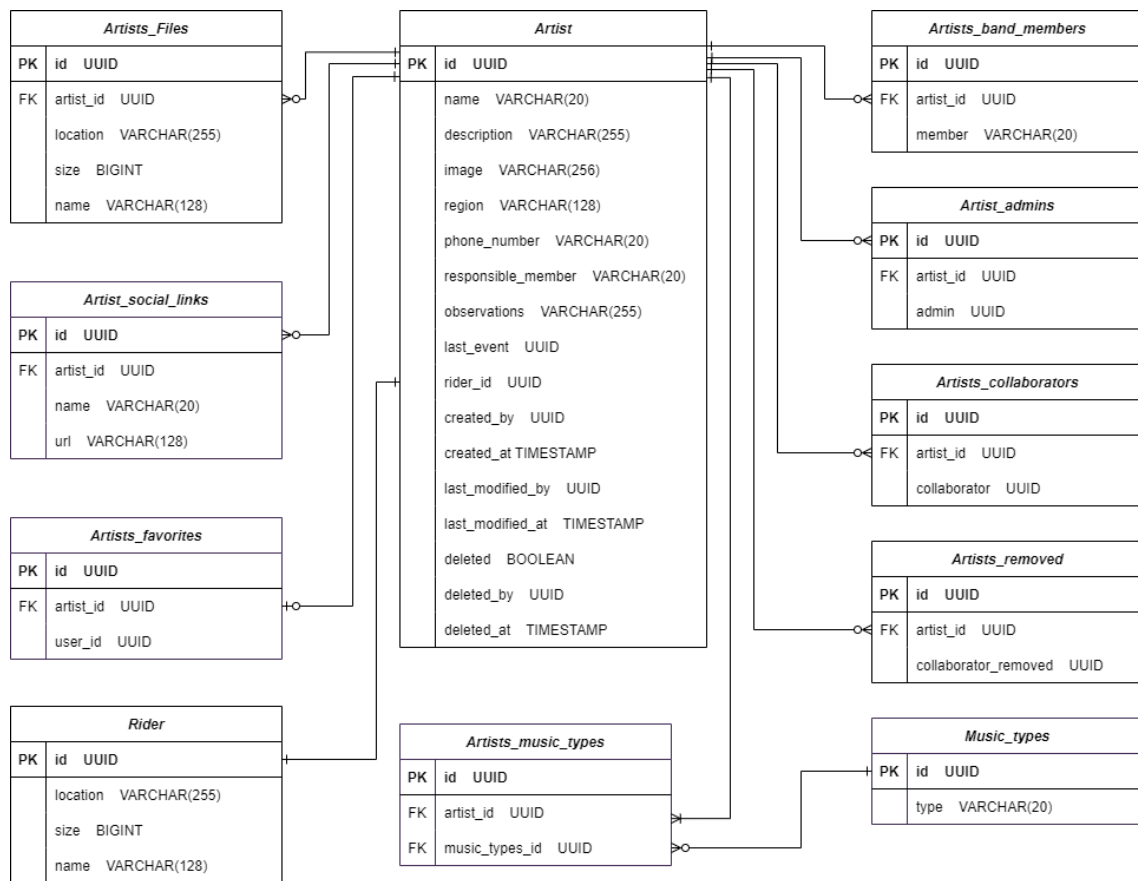 Artists_Files
PK id UUID
FK artist_id UUID
location VARCHAR(255)
size BIGINT
name VARCHAR(128)
Artist_social_links
PK id UUID
FK artist_id UUID
name VARCHAR(20)
url VARCHAR(128)
Artists_favorites
PK id UUID
FK artist_id UUID
user_id UUID
Rider
PK id UUID
location VARCHAR(255)
size BIGINT
name VARCHAR(128)
Artist
PK id UUID
name VARCHAR(20)
description VARCHAR(255)
image VARCHAR(256)
region VARCHAR(128)
phone_number VARCHAR(20)
responsible_member VARCHAR(20)
observations VARCHAR(255)
last_event UUID
rider_id UUID
created_by UUID
created_at TIMESTAMP
last_modified_by UUID
last_modified_at TIMESTAMP
deleted BOOLEAN
deleted_by UUID
deleted_at TIMESTAMP
Artists_music_types
PK id UUID
FK artist_id UUID
FK music_types_id UUID
Artists_band_members
PK id UUID
FK artist_id UUID
member VARCHAR(20)
Artist_admins
PK id UUID
FK artist_id UUID
admin UUID
Artists_collaborators
PK id UUID
FK artist_id UUID
collaborator UUID
Artists_removed
PK id UUID
FK artist_id UUID
collaborator_removed UUID
Music_types
PK id UUID
type VARCHAR(20)